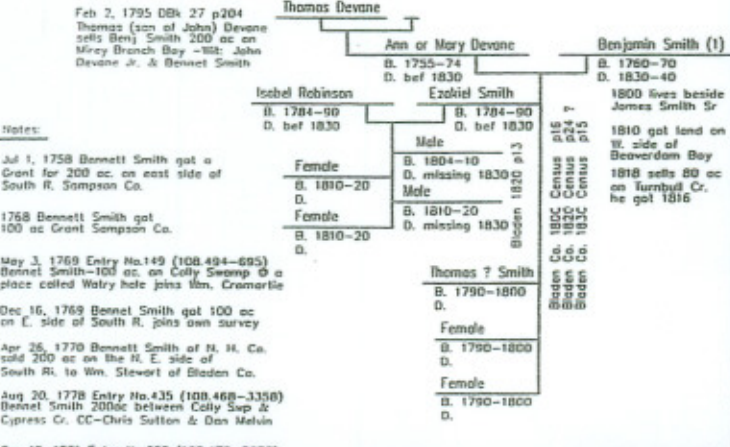 Feb 2, 1795 DBk 27 p204
Thomas (son of John) Devane
sells Benj Smith 200 ac on
Mirey Branch Bay -Wit: John
Devane Jr. & Bennet Smith
Thomas Devane
Ann or Mary Devane
B. 1755-74
D. bef 1830
Benjamin Smith (1)
B. 1760-70
D. 1830-40
1800 lives beside
James Smith Sr
1810 got land on
W. side of
Beaverdam Bay
1818 sells 80 ac
on Turnbull Cr.
he got 1816
Isabel Robinson
B. 1784-90
D. bef 1830
Ezekiel Smith
B. 1784-90
D. bef 1830
Male
B. 1804-10
D. missing 1830
Male
B. 1810-20
D. missing 1830
Female
B. 1810-20
D.
Female
B. 1810-20
D.
Bladen 1820 p13
Bladen Co. 1800 Census p16
Bladen Co. 1820 Census p24 ?
Bladen Co. 1830 Census p15
Thomas ? Smith
B. 1790-1800
D.
Female
B. 1790-1800
D.
Female
B. 1790-1800
D.
Notes:
Jul 1, 1758 Bennett Smith got a
Grant for 200 ac. on east side of
South R. Sampson Co.
1768 Bennett Smith got
100 ac Grant Sampson Co.
May 3, 1769 Entry No.149 (108.494-695)
Bennet Smith-100 ac. on Colly Swamp @ a
place called Watry hole joins Wm. Cromartie
Dec 16, 1769 Bennet Smith got 100 ac
on E. side of South R. joins own survey
Apr 26, 1770 Bennett Smith of N. H. Co.
sold 200 ac on the N. E. side of
South Ri. to Wm. Stewart of Bladen Co.
Aug 20, 1778 Entry No.435 (108.468-3358)
Bennet Smith 200ac between Colly Swp &
Cypress Cr. CC-Chris Sutton & Dan Melvin